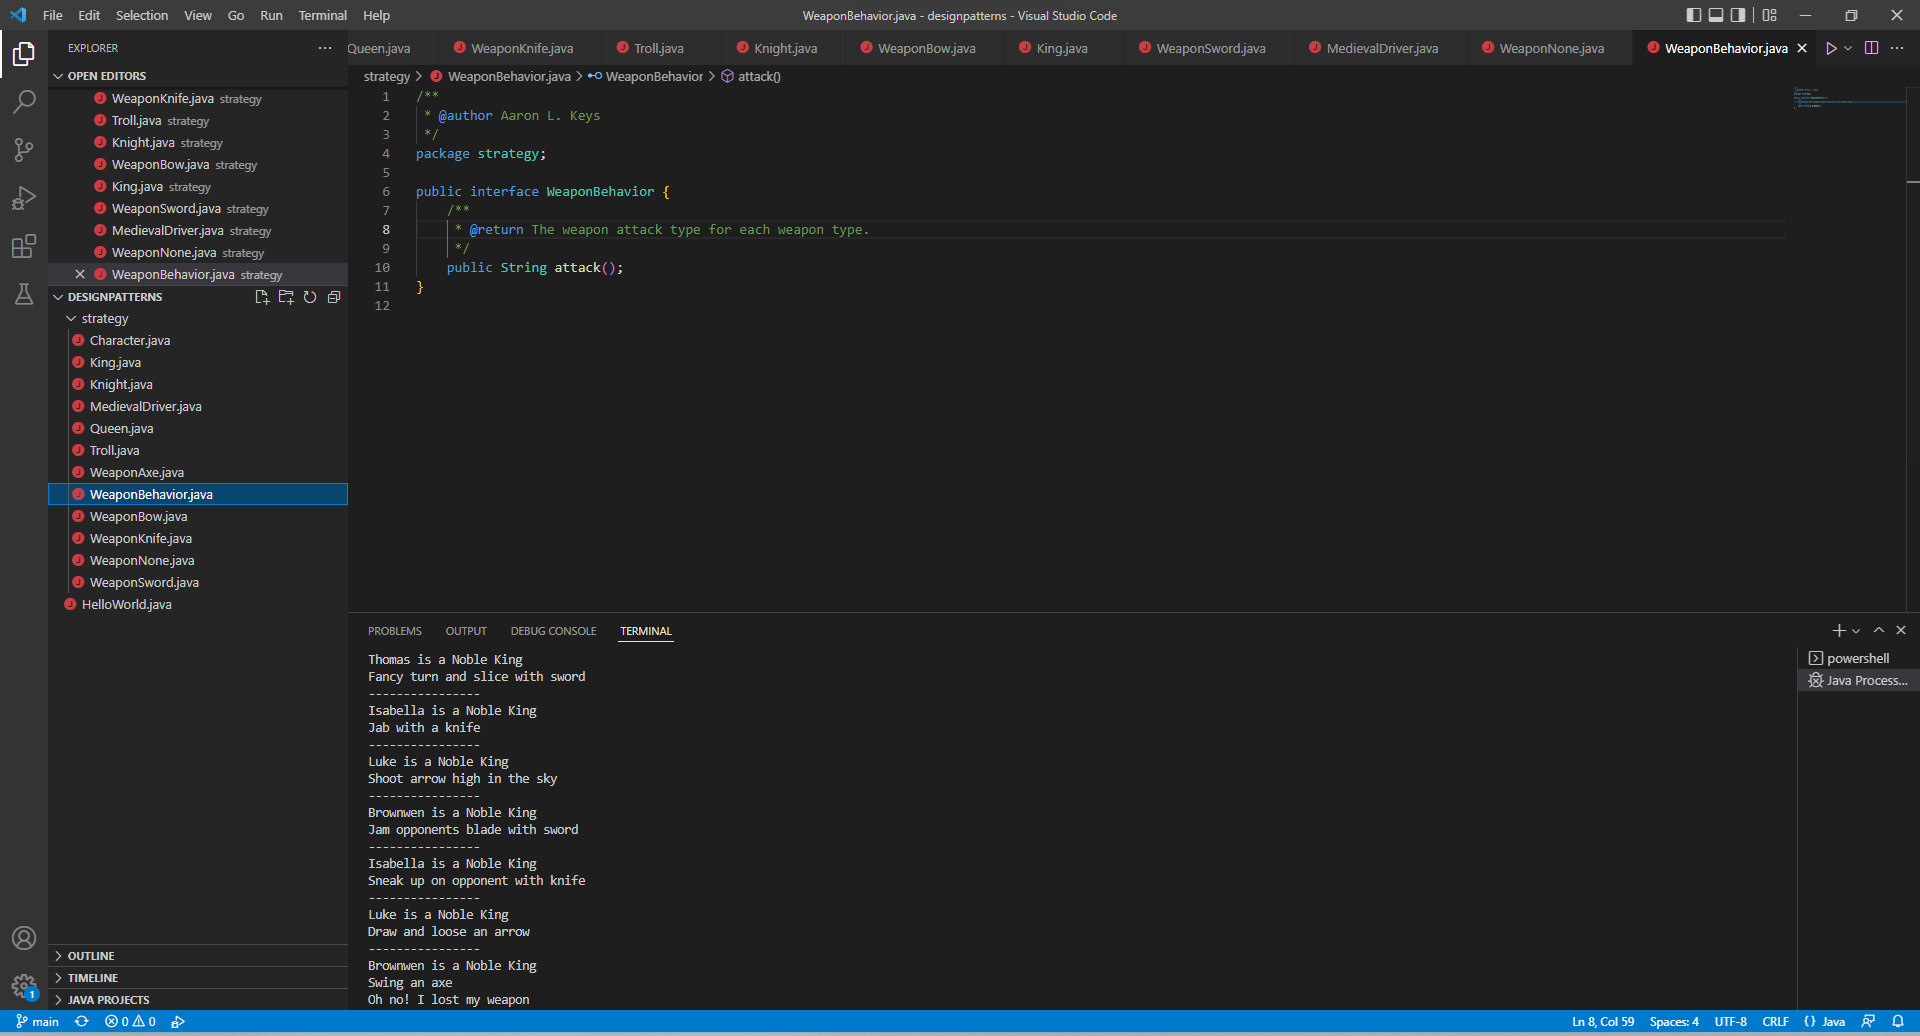 File Edit Selection View Go Run Terminal Help
WeaponBehavior.java - designpatterns - Visual Studio Code
EXPLORER
Queen.java WeaponKnife.java Troll.java Knight.java WeaponBow.java King.java WeaponSword.java MedievalDriver.java WeaponNone.java WeaponBehavior.java
OPEN EDITORS
WeaponKnife.java strategy
Troll.java strategy
Knight.java strategy
WeaponBow.java strategy
King.java strategy
WeaponSword.java strategy
MedievalDriver.java strategy
WeaponNone.java strategy
WeaponBehavior.java strategy
DESIGNPATTERNS
strategy
Character.java
King.java
Knight.java
MedievalDriver.java
Queen.java
Troll.java
WeaponAxe.java
WeaponBehavior.java
WeaponBow.java
WeaponKnife.java
WeaponNone.java
WeaponSword.java
HelloWorld.java
OUTLINE
TIMELINE
JAVA PROJECTS
strategy > WeaponBehavior.java > WeaponBehavior > attack()
1 /**
2 * @author Aaron L. Keys
3 */
4 package strategy;
5
6 public interface WeaponBehavior {
7 /**
8 * @return The weapon attack type for each weapon type.
9 */
10 public String attack();
11 }
12
PROBLEMS OUTPUT DEBUG CONSOLE TERMINAL
Thomas is a Noble King
Fancy turn and slice with sword
----------------
Isabella is a Noble King
Jab with a knife
----------------
Luke is a Noble King
Shoot arrow high in the sky
----------------
Brownwen is a Noble King
Jam opponents blade with sword
----------------
Isabella is a Noble King
Sneak up on opponent with knife
----------------
Luke is a Noble King
Draw and loose an arrow
----------------
Brownwen is a Noble King
Swing an axe
Oh no! I lost my weapon
powershell
Java Process...
1
main 0 0
Ln 8, Col 59 Spaces: 4 UTF-8 CRLF {} Java